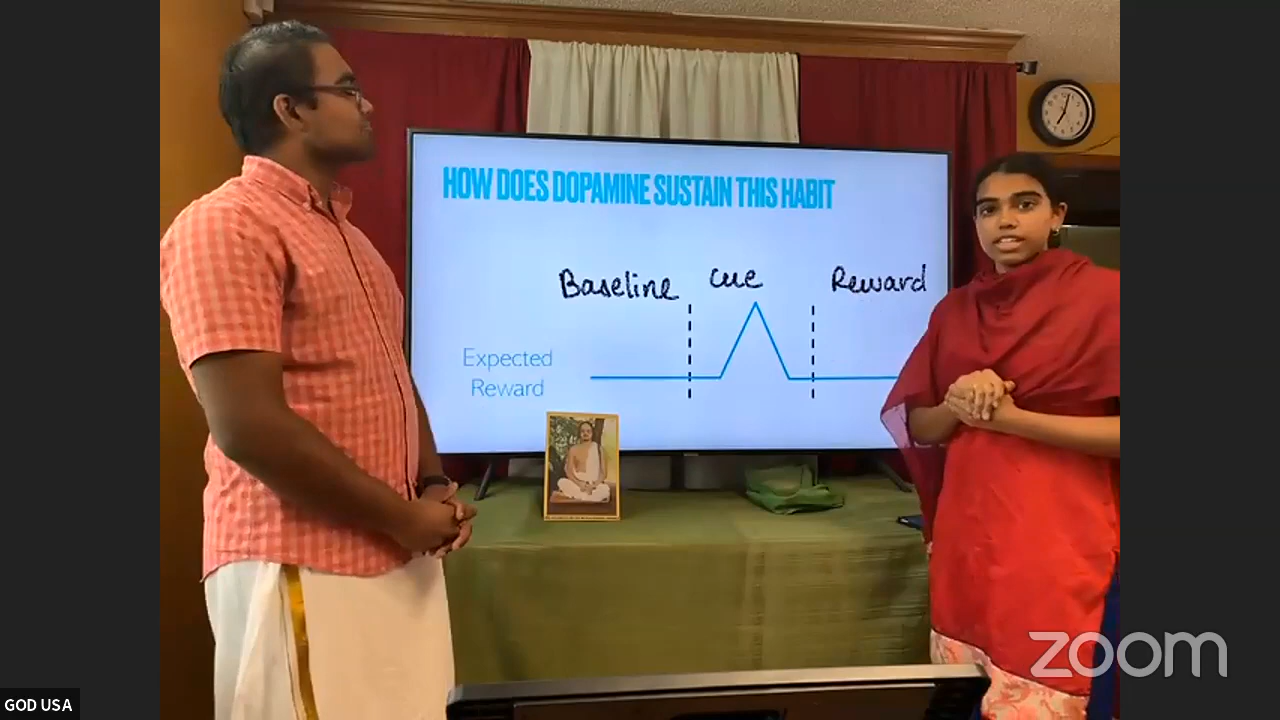 HOW DOES DOPAMINE SUSTAIN THIS HABIT
Baseline cue Reward
Expected
Reward
zoom
GOD USA